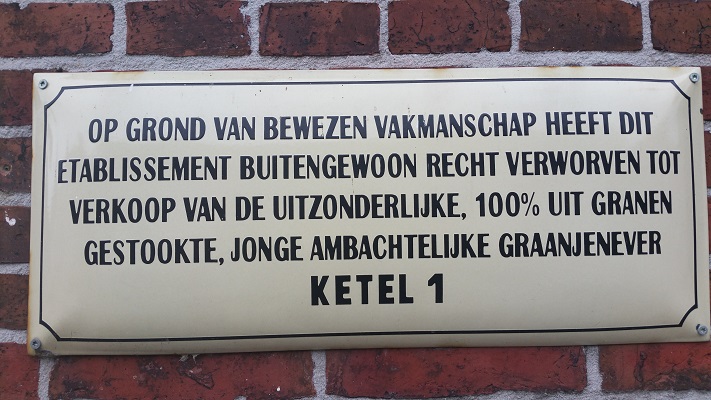 OP GROND VAN BEWEZEN VAKMANSCHAP HEEFT DIT
ETABLISSEMENT BUITENGEWOON RECHT VERWORVEN TOT
VERKOOP VAN DE UITZONDERLIJKE, 100% UIT GRANEN
GESTOOKTE, JONGE AMBACHTELIJKE GRAANJENEVER
KETEL 1